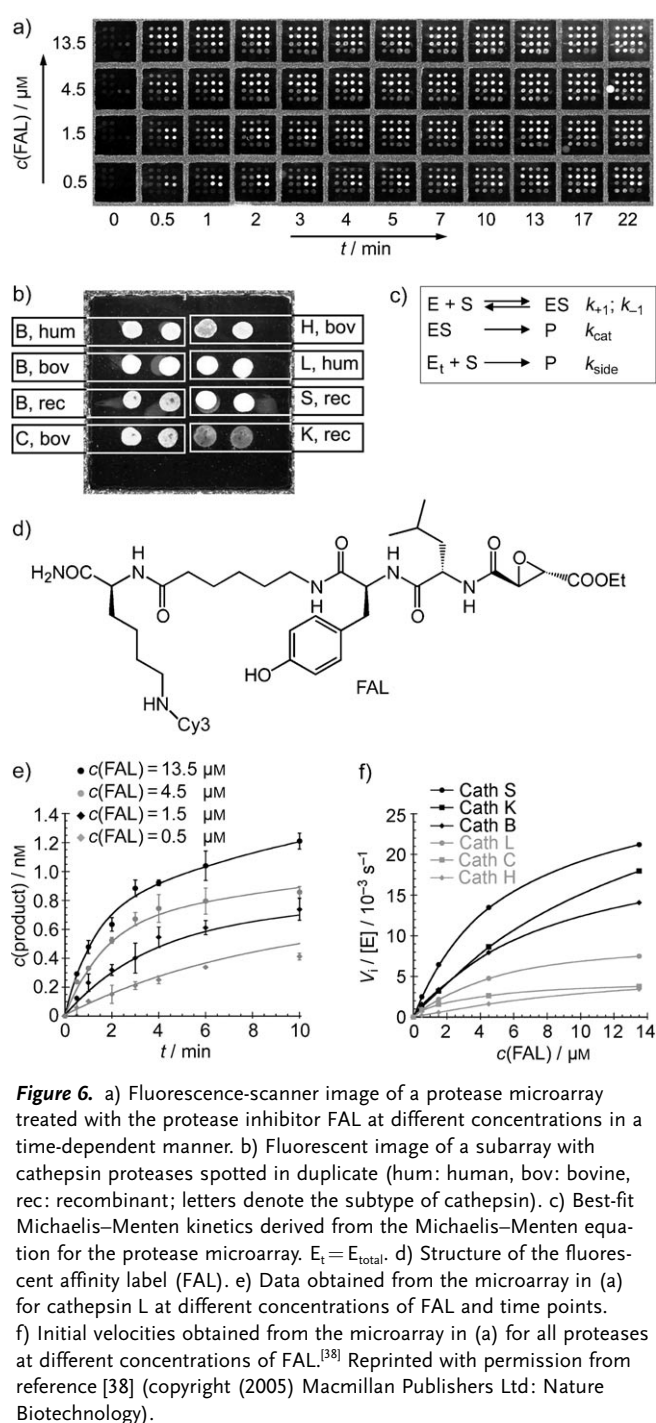 a)
13.5
4.5
1.5
0.5
c(FAL) / µM
0 0.5 1 2 3 4 5 7 10 13 17 22
t / min
b)
B, hum
B, bov
B, rec
C, bov
H, bov
L, hum
S, rec
K, rec
c)
E + S ⇌ ES k+1; k−1
ES → P kcat
Et + S → P kside
d)
H2NOC
H
N
O
N
H
O
H
N
O
N
H
O
O
COOEt
HO
FAL
HN
Cy3
e)
c(FAL) = 13.5 µM
c(FAL) = 4.5 µM
c(FAL) = 1.5 µM
c(FAL) = 0.5 µM
c(product) / nM
1.4
1.2
1.0
0.8
0.6
0.4
0.2
0
0 2 4 6 8 10
t / min
f)
Cath S
Cath K
Cath B
Cath L
Cath C
Cath H
Vi / [E] / 10−3 s−1
25
20
15
10
5
0
0 2 4 6 8 10 12 14
c(FAL) / µM
Figure 6. a) Fluorescence-scanner image of a protease microarray
treated with the protease inhibitor FAL at different concentrations in a
time-dependent manner. b) Fluorescent image of a subarray with
cathepsin proteases spotted in duplicate (hum: human, bov: bovine,
rec: recombinant; letters denote the subtype of cathepsin). c) Best-fit
Michaelis–Menten kinetics derived from the Michaelis–Menten equa-
tion for the protease microarray. Et = Etotal. d) Structure of the fluores-
cent affinity label (FAL). e) Data obtained from the microarray in (a)
for cathepsin L at different concentrations of FAL and time points.
f) Initial velocities obtained from the microarray in (a) for all proteases
at different concentrations of FAL.[38] Reprinted with permission from
reference [38] (copyright (2005) Macmillan Publishers Ltd: Nature
Biotechnology).